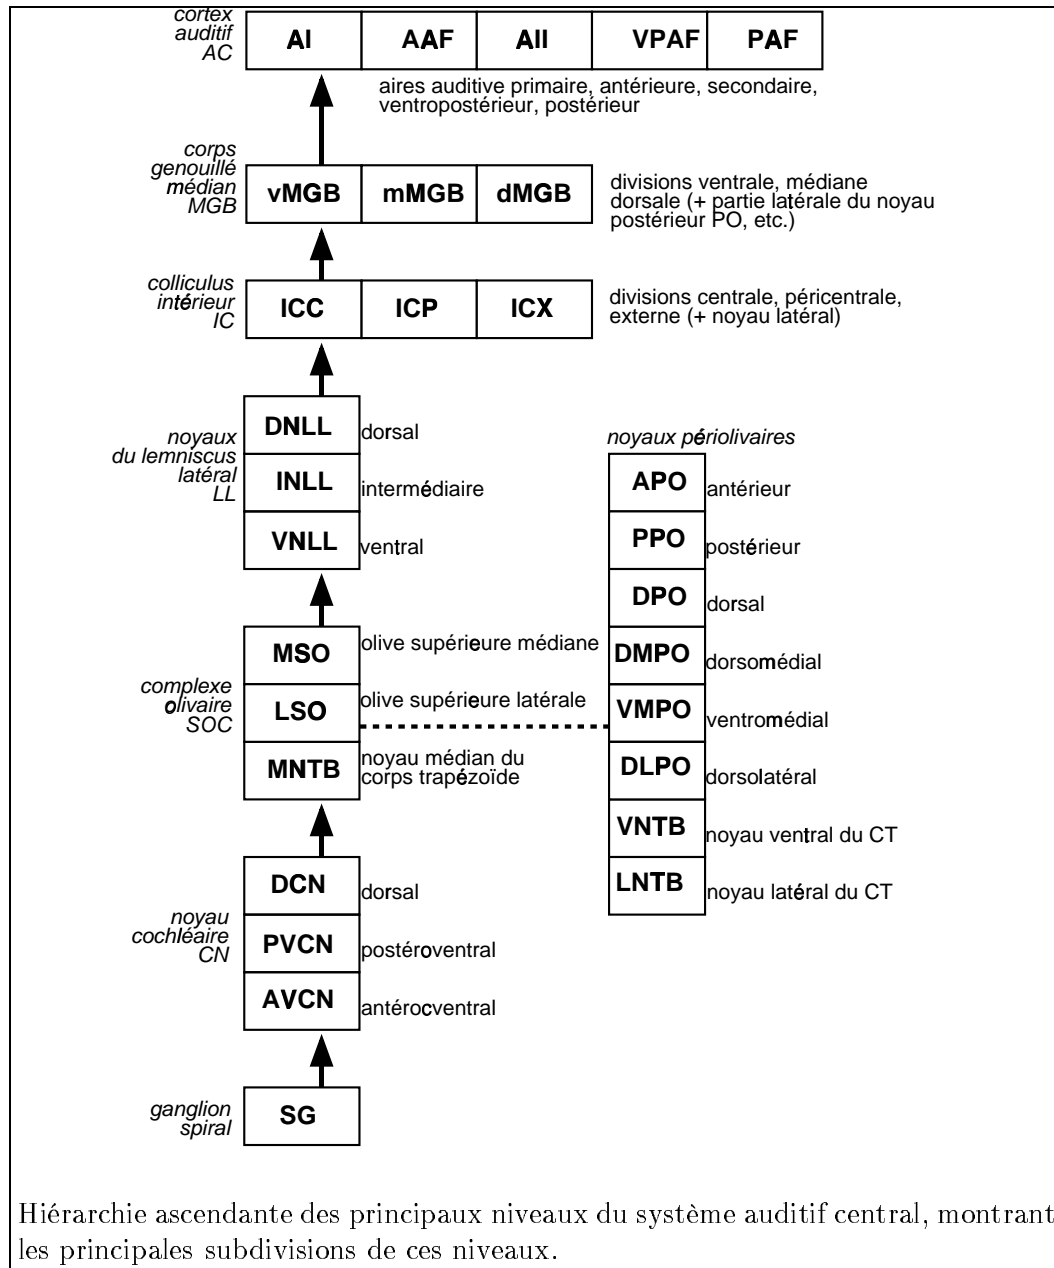 cortex
auditif
AC
AI AAF AII VPAF PAF
aires auditive primaire, antérieure, secondaire,
ventropostérieur, postérieur
corps
genouillé
médian
MGB
vMGB mMGB dMGB
divisions ventrale, médiane
dorsale (+ partie latérale du noyau
postérieur PO, etc.)
colliculus
intérieur
IC
ICC ICP ICX
divisions centrale, péricentrale,
externe (+ noyau latéral)
noyaux
du lemniscus
latéral
LL
DNLL dorsal
INLL intermédiaire
VNLL ventral
noyaux périolivaires
APO antérieur
PPO postérieur
DPO dorsal
DMPO dorsomédial
VMPO ventromédial
DLPO dorsolatéral
VNTB noyau ventral du CT
LNTB noyau latéral du CT
complexe
olivaire
SOC
MSO olive supérieure médiane
LSO olive supérieure latérale
MNTB noyau médian du
corps trapézoïde
noyau
cochléaire
CN
DCN dorsal
PVCN postéroventral
AVCN antérocventral
ganglion
spiral
SG
Hiérarchie ascendante des principaux niveaux du système auditif central, montrant
les principales subdivisions de ces niveaux.